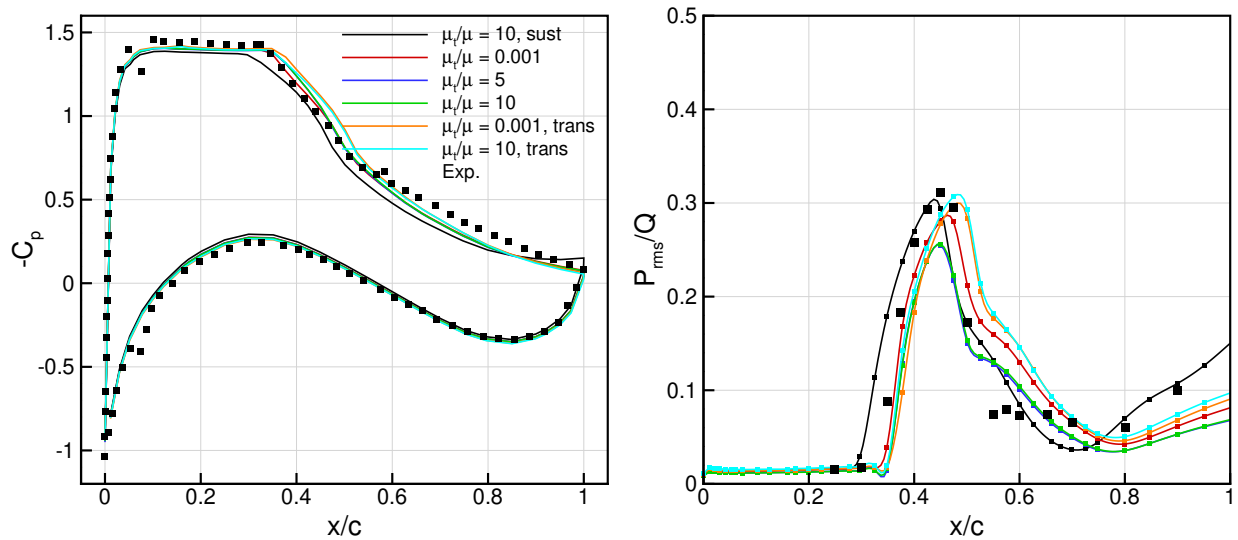 μt/μ = 10, sust
μt/μ = 0.001
μt/μ = 5
μt/μ = 10
μt/μ = 0.001, trans
μt/μ = 10, trans
Exp.
1.5
1
0.5
0
-0.5
-1
-Cp
0 0.2 0.4 0.6 0.8 1
x/c
0.5
0.4
0.3
0.2
0.1
0
Prms/Q
0 0.2 0.4 0.6 0.8 1
x/c